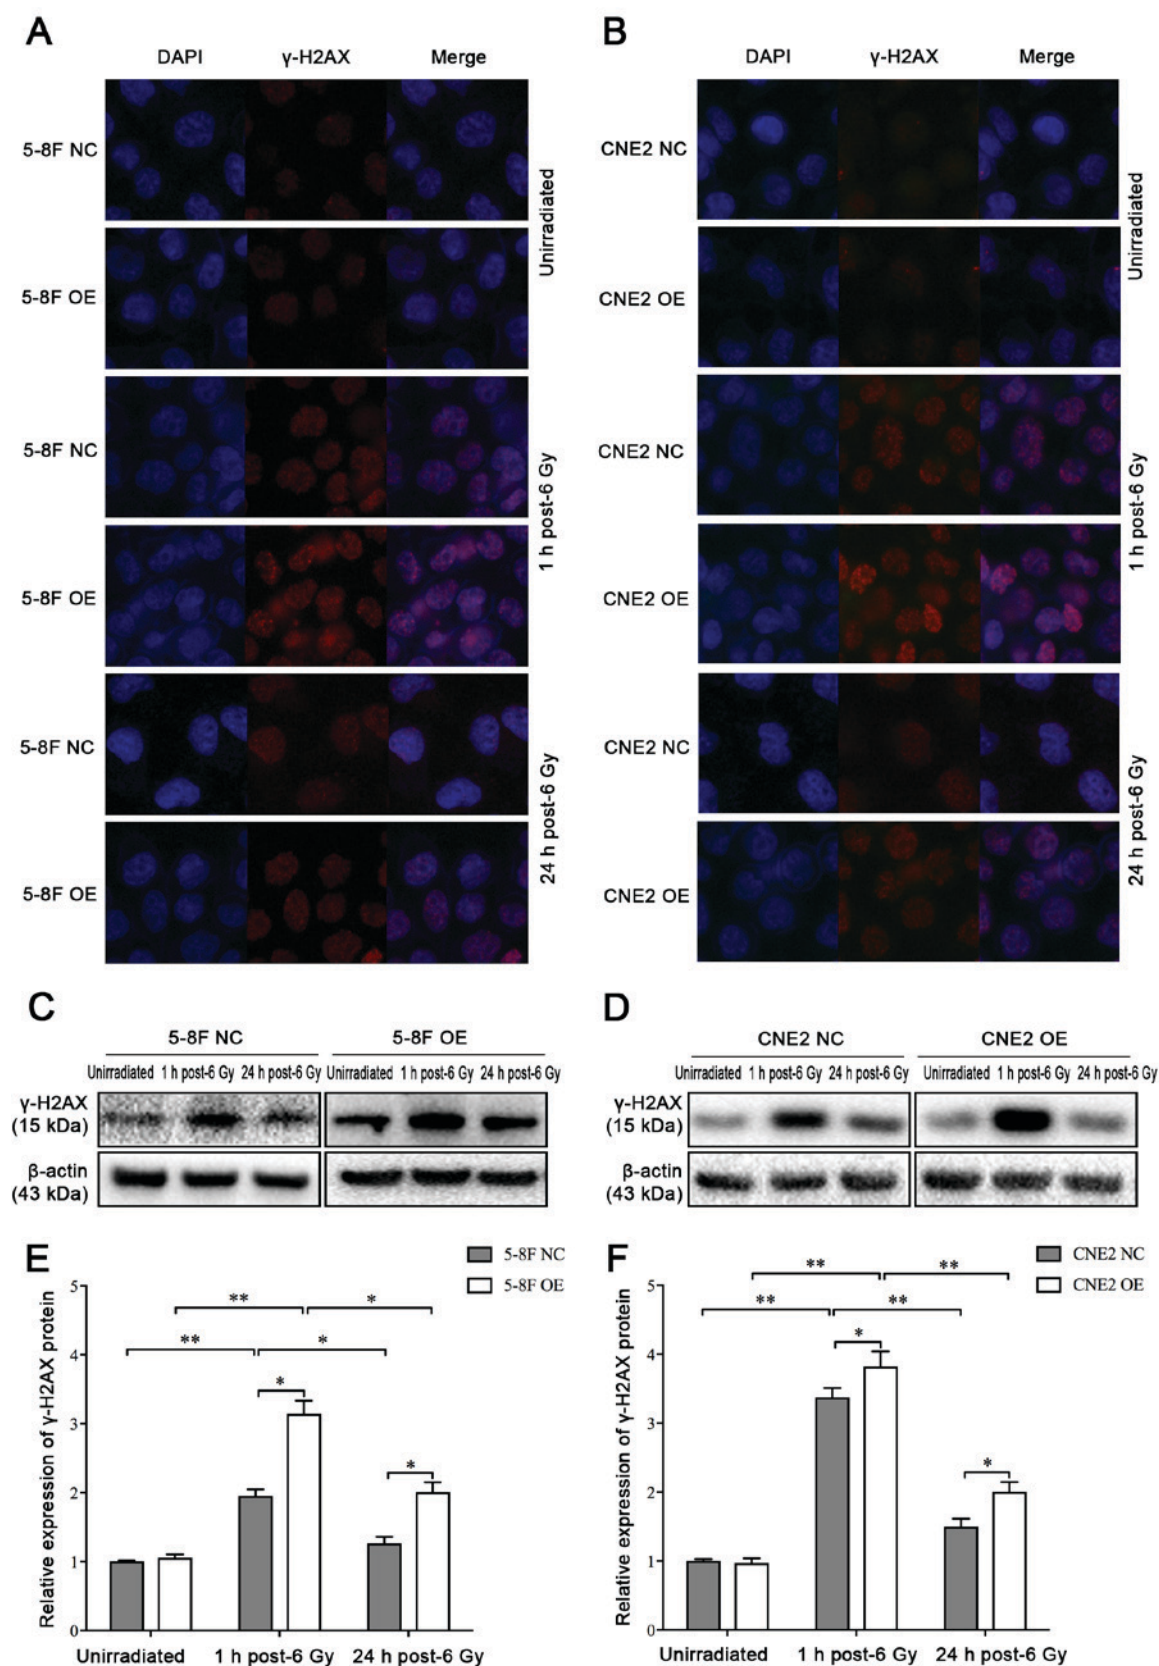 A
DAPI γ-H2AX Merge
5-8F NC
5-8F OE
Unirradiated
5-8F NC
5-8F OE
1 h post-6 Gy
5-8F NC
5-8F OE
24 h post-6 Gy
B
DAPI γ-H2AX Merge
CNE2 NC
CNE2 OE
Unirradiated
CNE2 NC
CNE2 OE
1 h post-6 Gy
CNE2 NC
CNE2 OE
24 h post-6 Gy
C
5-8F NC 5-8F OE
Unirradiated 1 h post-6 Gy 24 h post-6 Gy Unirradiated 1 h post-6 Gy 24 h post-6 Gy
γ-H2AX
(15 kDa)
β-actin
(43 kDa)
D
CNE2 NC CNE2 OE
Unirradiated 1 h post-6 Gy 24 h post-6 Gy Unirradiated 1 h post-6 Gy 24 h post-6 Gy
γ-H2AX
(15 kDa)
β-actin
(43 kDa)
E
5-8F NC
5-8F OE
Relative expression of γ-H2AX protein
5
4
3
2
1
0
** *
** *
*
*
Unirradiated 1 h post-6 Gy 24 h post-6 Gy
F
CNE2 NC
CNE2 OE
Relative expression of γ-H2AX protein
5
4
3
2
1
0
** **
** **
*
*
Unirradiated 1 h post-6 Gy 24 h post-6 Gy